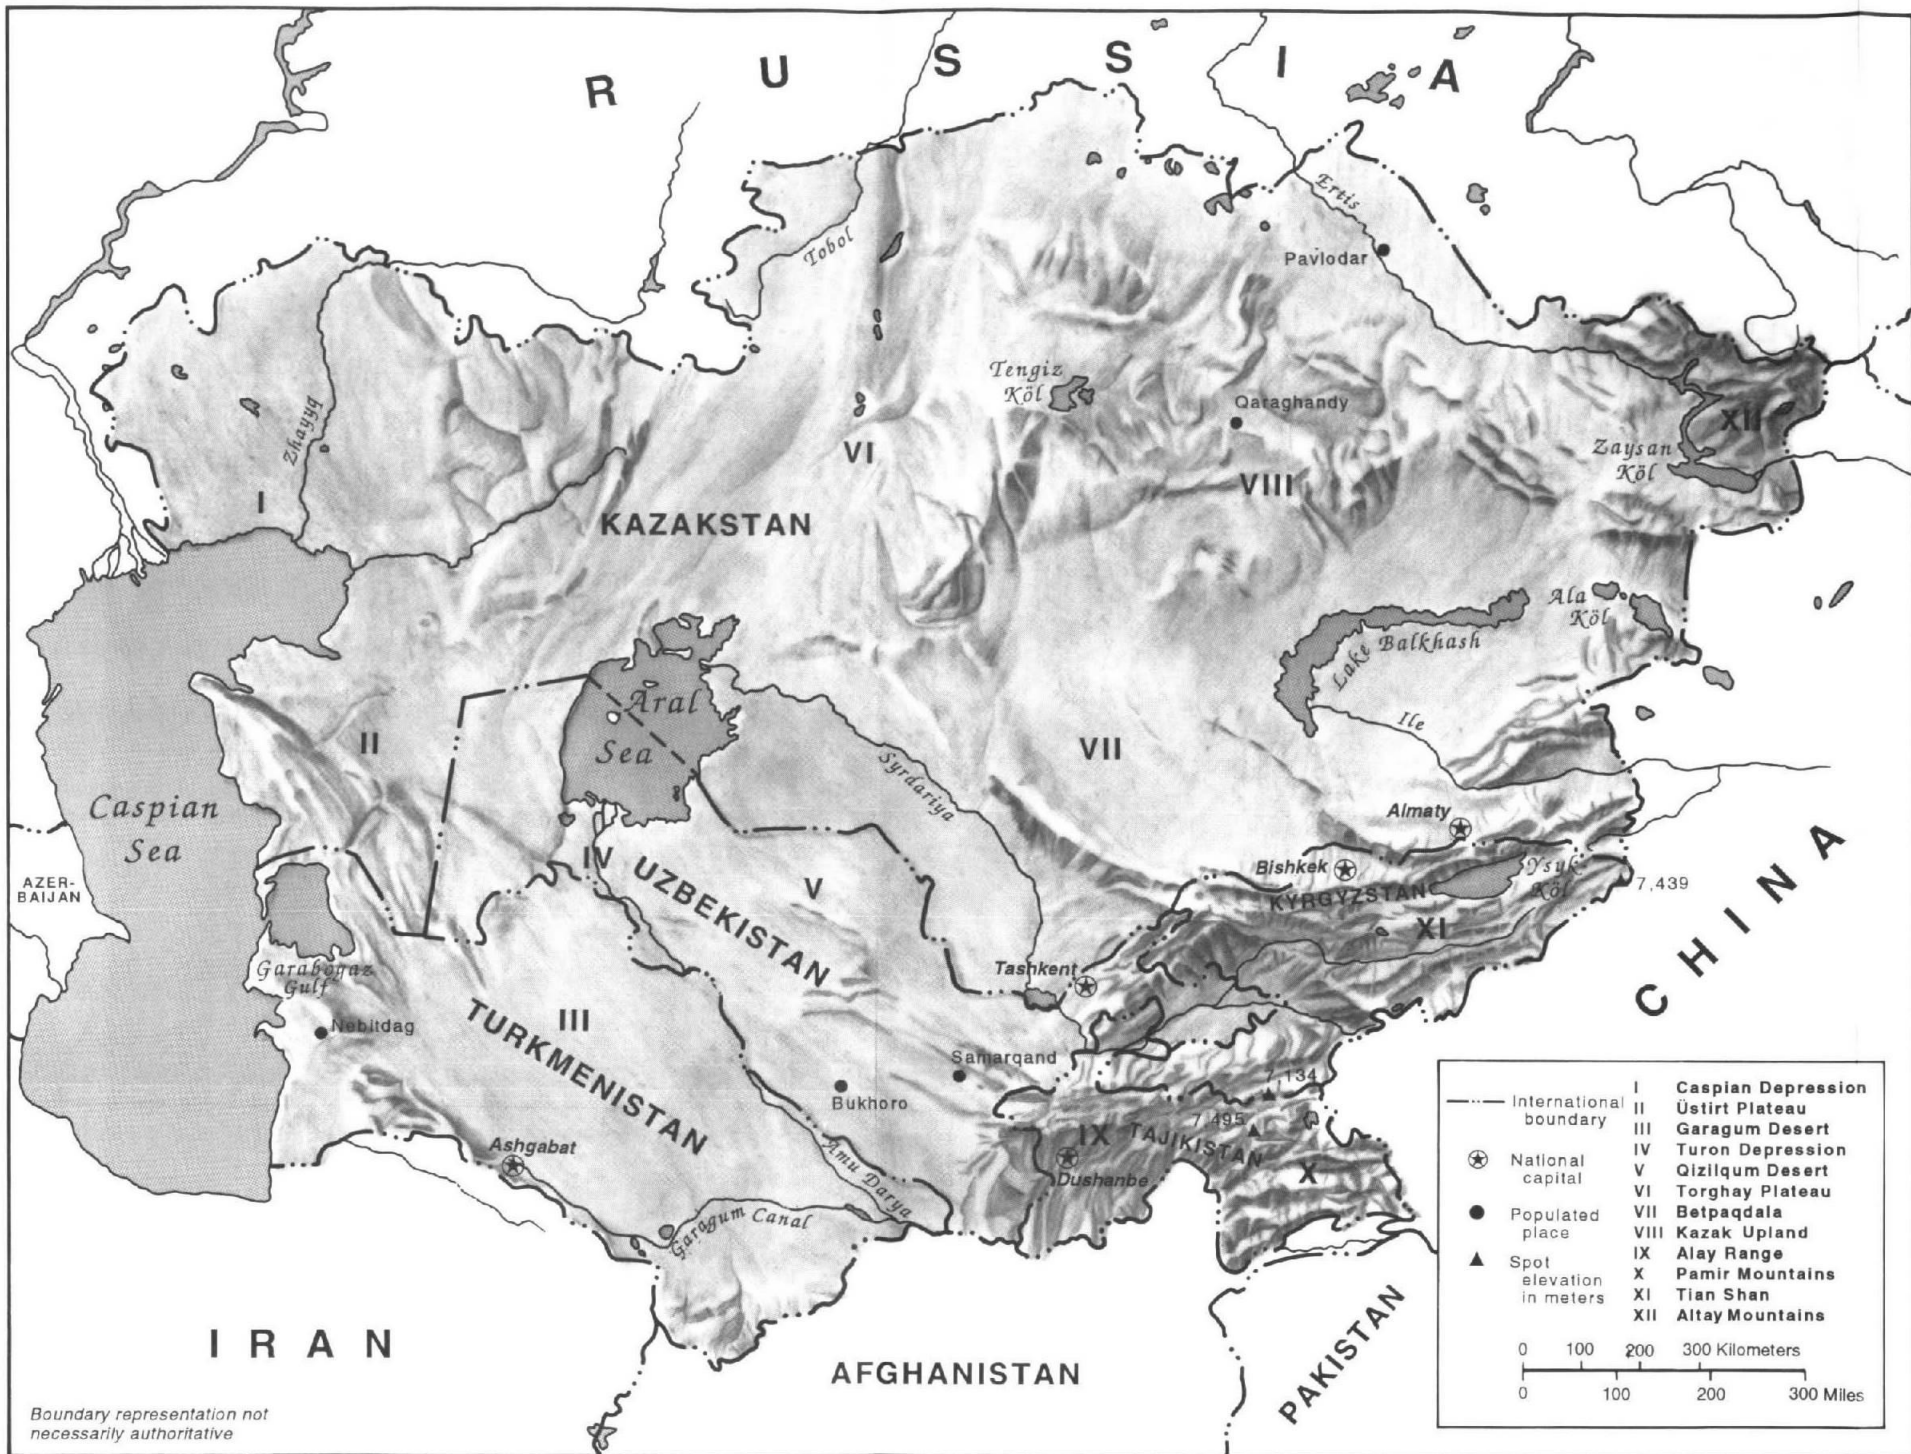 RUSSIA
Ertis
Pavlodar
Tobol
Tengiz
Köl
Qaraghandy
XII
Zhayyq
VI
Zaysan
Köl
I
VIII
KAZAKSTAN
Ala
Köl
Lake Balkhash
Aral
Sea
Ile
II
VII
Syrdariya
Caspian
Sea
Almaty
IV
UZBEKISTAN
V
Bishkek
Ysyk
Köl
KYRGYZSTAN
7,439
AZER-
BAIJAN
XI
CHINA
Garabogaz
Gulf
Tashkent
Nebitdag
III
TURKMENISTAN
Samarqand
Bukhoro
7,134
7,495
IX
TAJIKISTAN
Ashgabat
Amu Darya
Dushanbe
X
Garagum Canal
IRAN
AFGHANISTAN
PAKISTAN
Boundary representation not
necessarily authoritative
International
boundary
National
capital
Populated
place
Spot
elevation
in meters
I Caspian Depression
II Üstirt Plateau
III Garagum Desert
IV Turon Depression
V Qizilqum Desert
VI Torghay Plateau
VII Betpaqdala
VIII Kazak Upland
IX Alay Range
X Pamir Mountains
XI Tian Shan
XII Altay Mountains
0 100 200 300 Kilometers
0 100 200 300 Miles